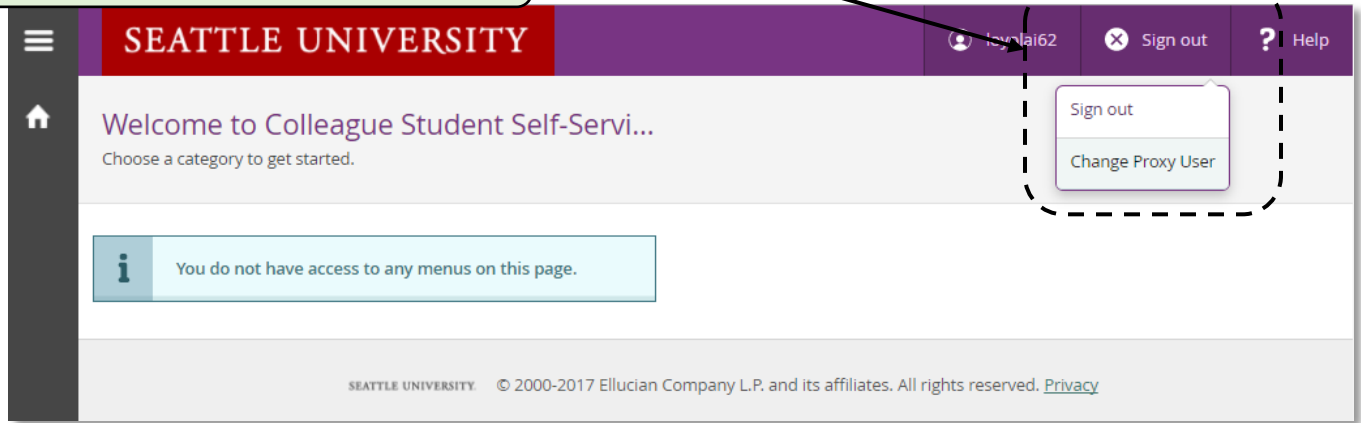 SEATTLE UNIVERSITY
loyolai62
Sign out
? Help
Welcome to Colleague Student Self-Servi...
Choose a category to get started.
Sign out
Change Proxy User
i You do not have access to any menus on this page.
SEATTLE UNIVERSITY. © 2000-2017 Ellucian Company L.P. and its affiliates. All rights reserved. Privacy